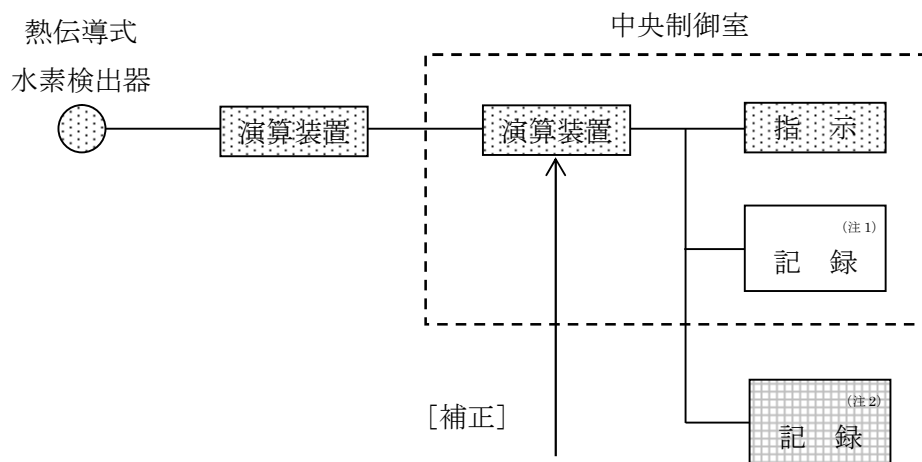 中央制御室
熱伝導式
水素検出器
演算装置
演算装置
指 示
(注1)
記 録
[補正]
(注2)
記 録